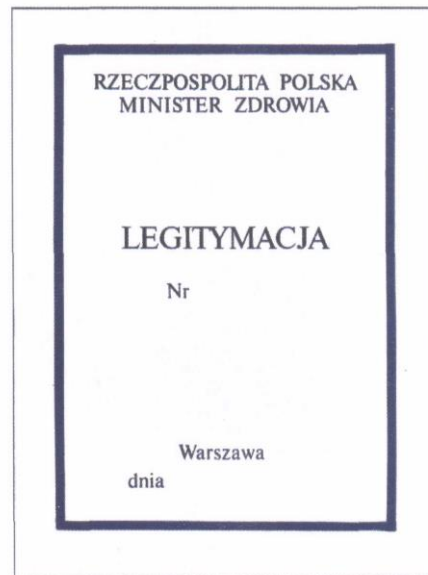 RZECZPOSPOLITA POLSKA
MINISTER ZDROWIA
LEGITYMACJA
Nr
Warszawa
dnia